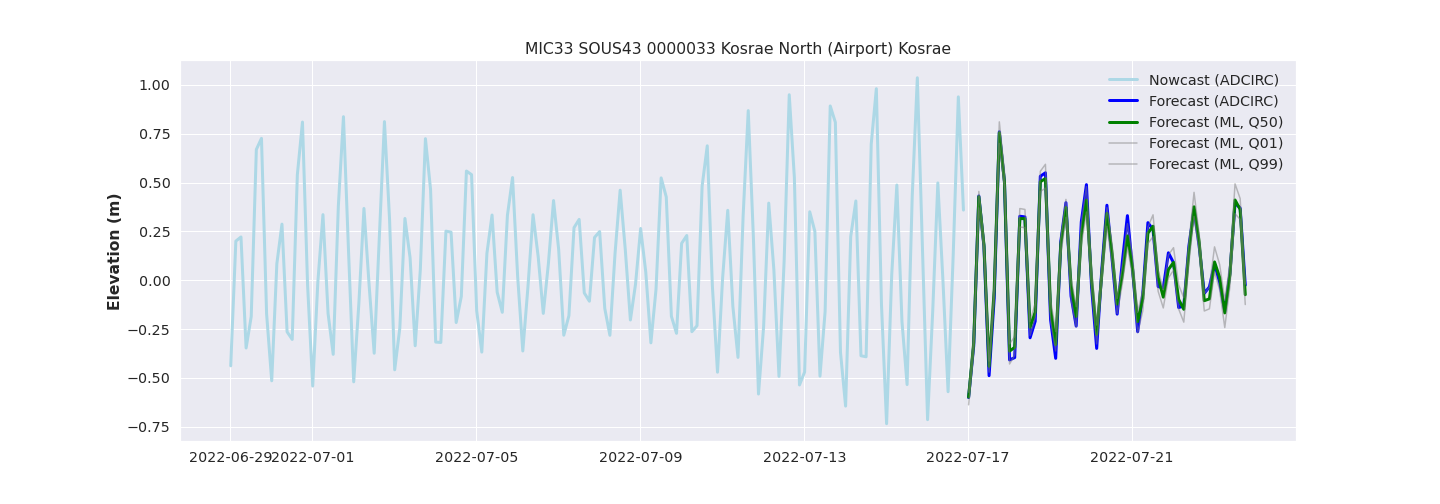 MIC33 SOUS43 0000033 Kosrae North (Airport) Kosrae
Elevation (m)
1.00
0.75
0.50
0.25
0.00
−0.25
−0.50
−0.75
Nowcast (ADCIRC)
Forecast (ADCIRC)
Forecast (ML, Q50)
Forecast (ML, Q01)
Forecast (ML, Q99)
2022-06-29 2022-07-01 2022-07-05 2022-07-09 2022-07-13 2022-07-17 2022-07-21